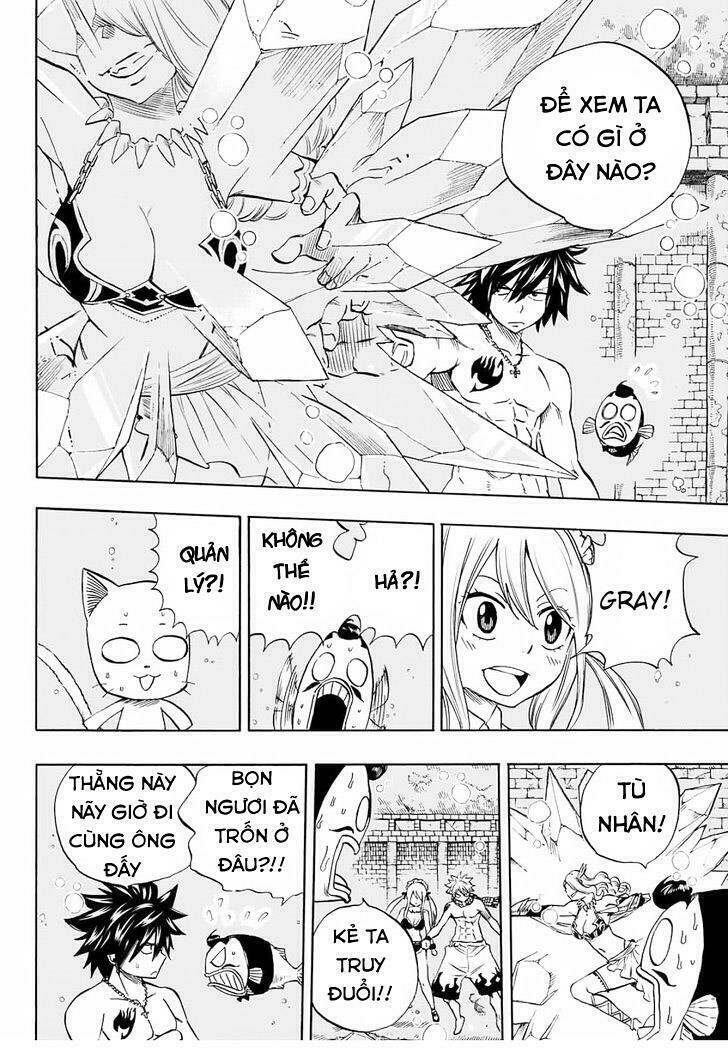 ĐỂ XEM TA
CÓ GÌ Ở
ĐÂY NÀO?
GRAY!
HẢ?!
KHÔNG
THỂ
NÀO!!
QUẢN
LÝ?!
TÙ
NHÂN!
KẺ TA
TRUY
ĐUỔI!!
BỌN
NGƯƠI ĐÃ
TRỐN Ở
ĐÂU?!!
THẰNG NÀY
NÃY GIỜ ĐI
CÙNG ÔNG
ĐẤY